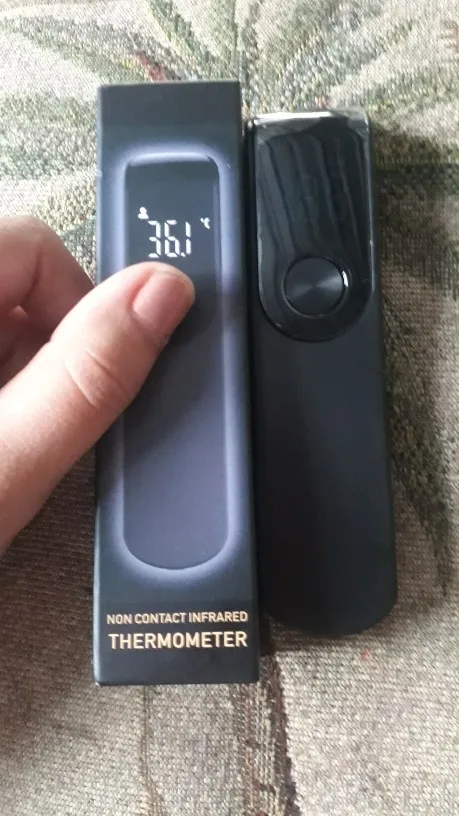 36.1 °C
NON CONTACT INFRARED
THERMOMETER